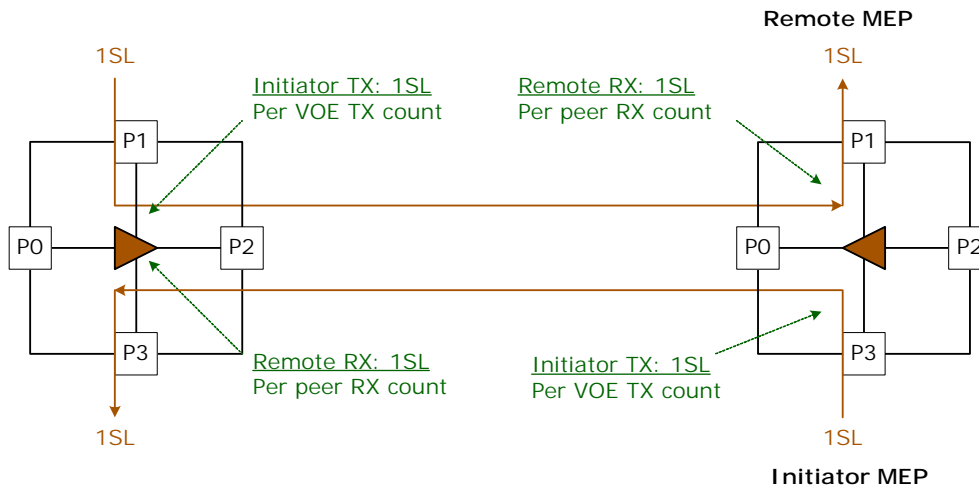 Remote MEP
1SL
1SL
Initiator TX: 1SL
Per VOE TX count
Remote RX: 1SL
Per peer RX count
P1
P1
P0
P2
P0
P2
P3
P3
Remote RX: 1SL
Per peer RX count
Initiator TX: 1SL
Per VOE TX count
1SL
1SL
Initiator MEP